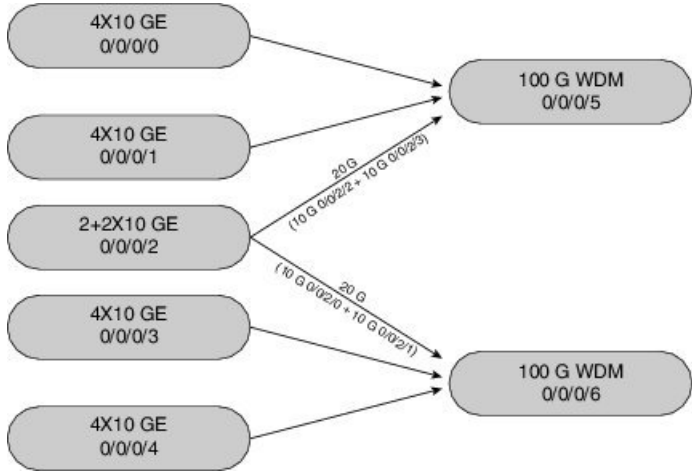 4X10 GE
0/0/0/0
4X10 GE
0/0/0/1
2+2X10 GE
0/0/0/2
4X10 GE
0/0/0/3
4X10 GE
0/0/0/4
20 G
(10 G 0/0/2/2 + 10 G 0/0/2/3)
20 G
(10 G 0/0/2/0 + 10 G 0/0/2/1)
100 G WDM
0/0/0/5
100 G WDM
0/0/0/6